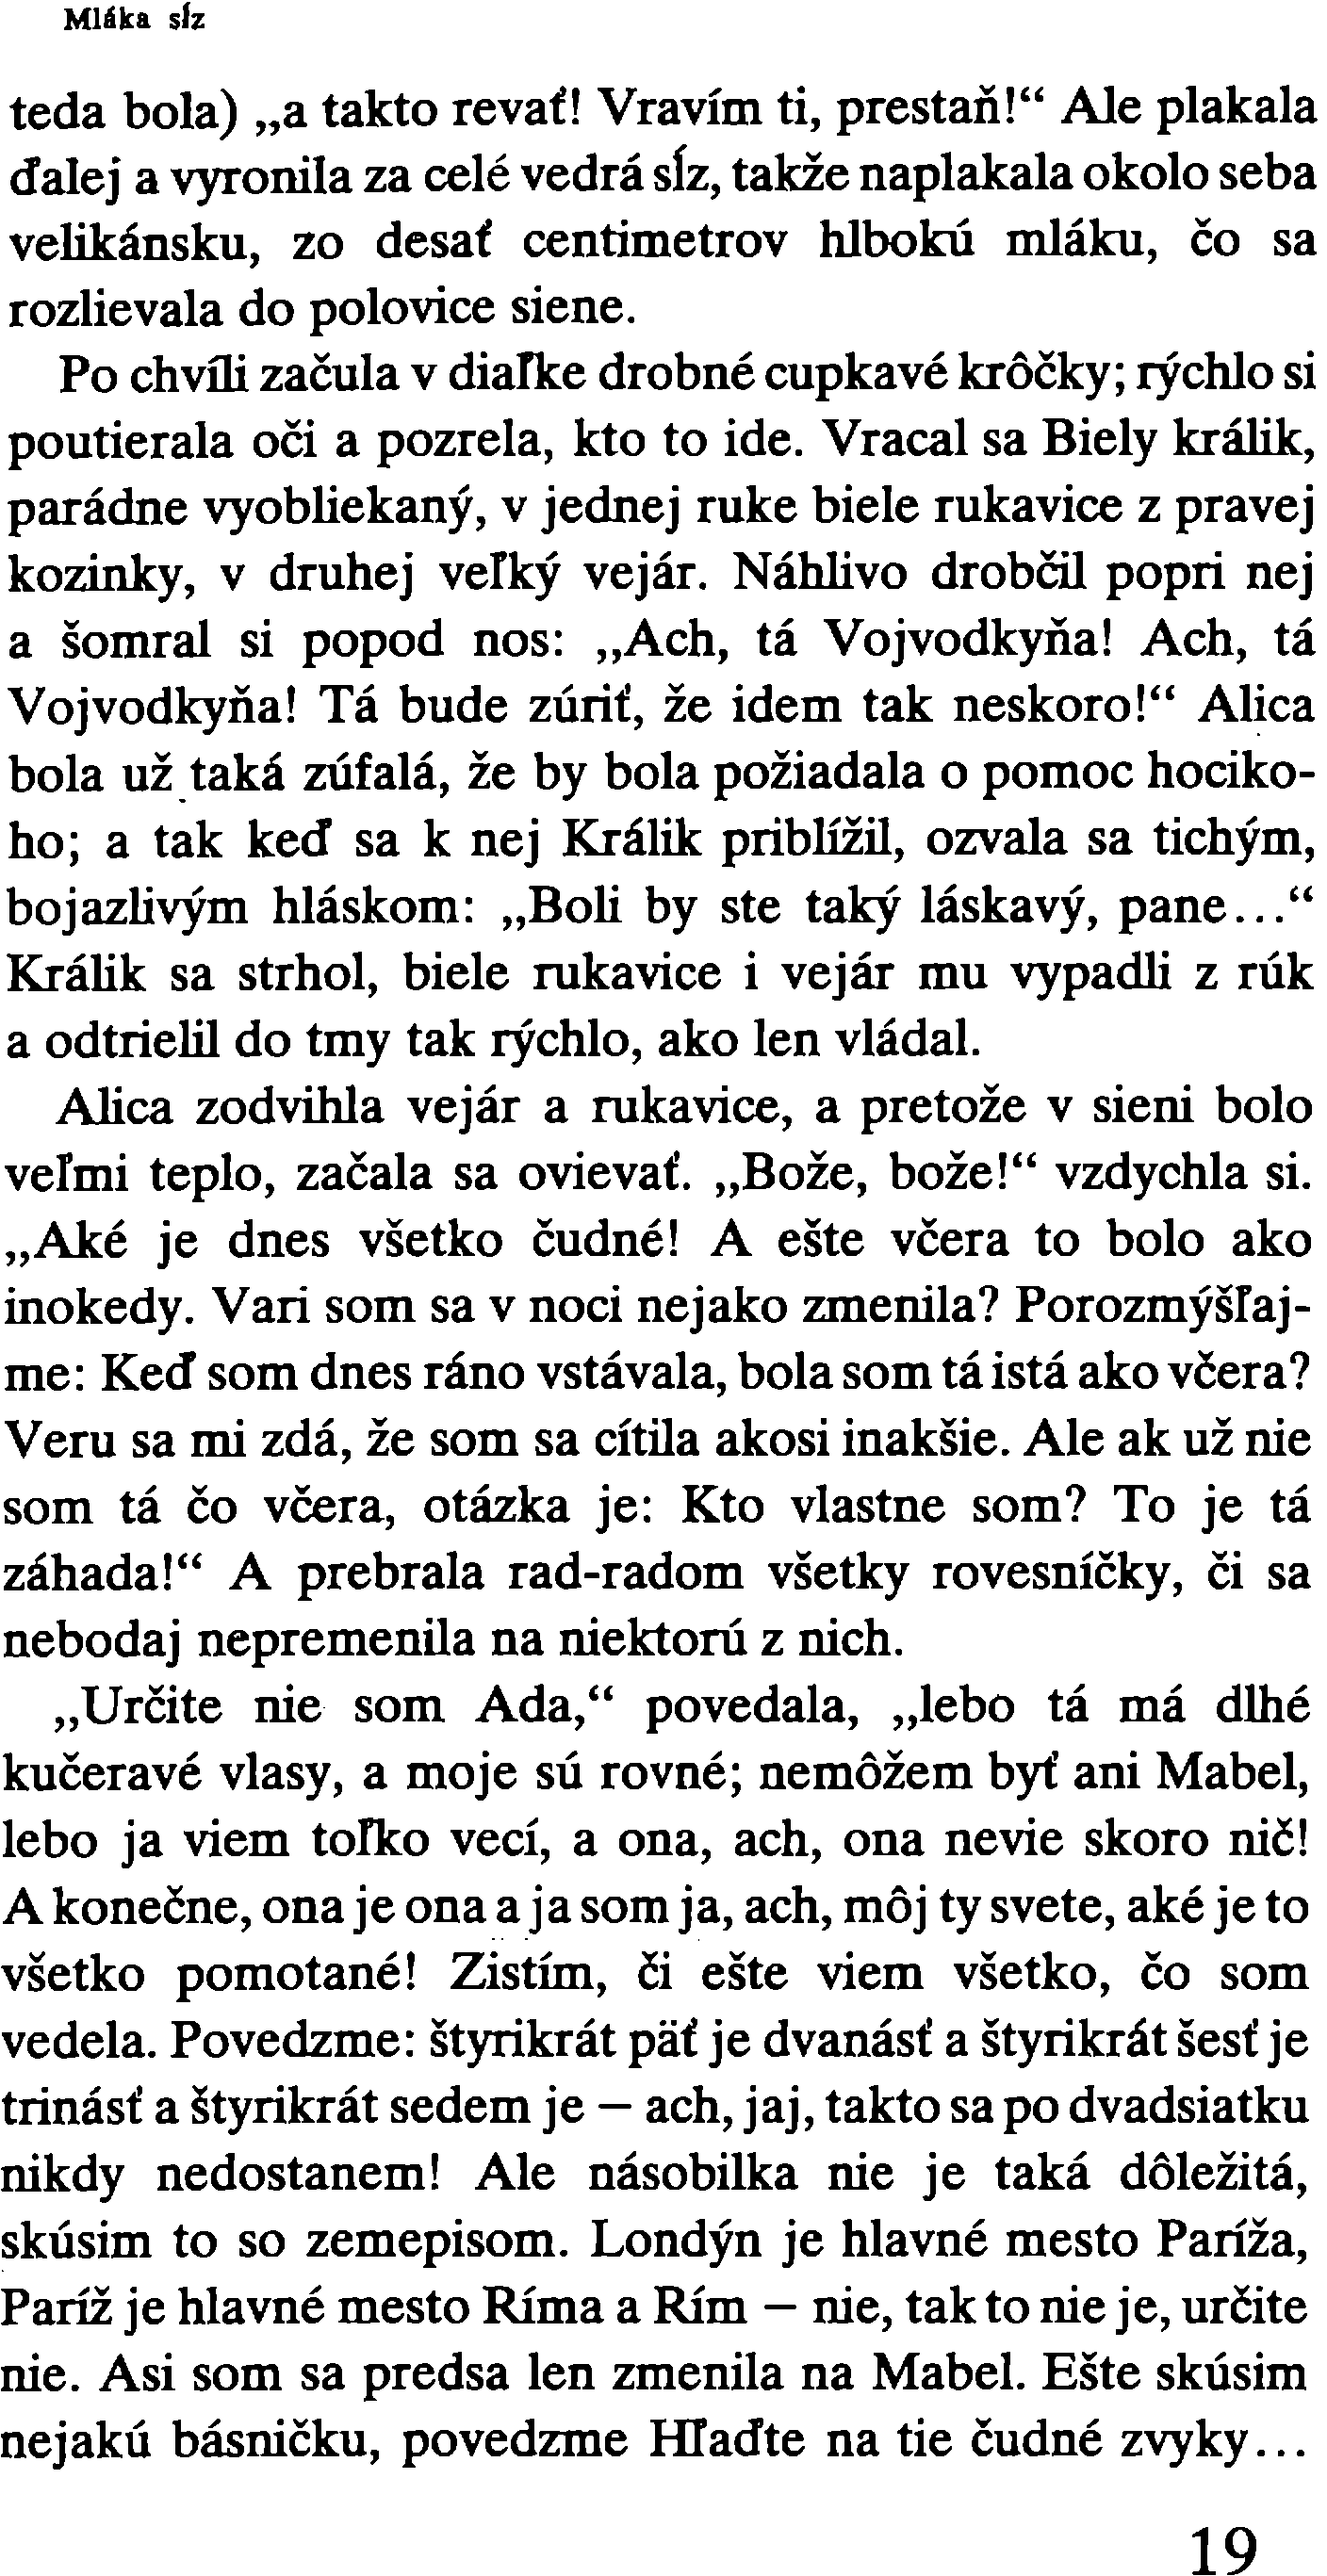 Mláka sĺz
teda bola) „a takto revať! Vravím ti, prestaň!“ Ale plakala
ďalej a vyronila za celé vedrá sĺz, takže naplakala okolo seba
velikánsku, zo desať centimetrov hlbokú mláku, čo sa
rozlievala do polovice siene.
Po chvíli začula v diaľke drobné cupkavé krôčky; rýchlo si
poutierala oči a pozrela, kto to ide. Vracal sa Biely králik,
parádne vyobliekaný, v jednej ruke biele rukavice z pravej
kozinky, v druhej veľký vejár. Náhlivo drobčil popri nej
a šomral si popod nos: „Ach, tá Vojvodkyňa! Ach, tá
Vojvodkyňa! Tá bude zúriť, že idem tak neskoro!“ Alica
bola už taká zúfalá, že by bola požiadala o pomoc hociko-
ho; a tak keď sa k nej Králik priblížil, ozvala sa tichým,
bojazlivým hláskom: „Boli by ste taký láskavý, pane...“
Králik sa strhol, biele rukavice i vejár mu vypadli z rúk
a odtrielil do tmy tak rýchlo, ako len vládal.
Alica zodvihla vejár a rukavice, a pretože v sieni bolo
veľmi teplo, začala sa ovievať. „Bože, bože!“ vzdychla si.
„Aké je dnes všetko čudné! A ešte včera to bolo ako
inokedy. Vari som sa v noci nejako zmenila? Porozmýšľaj-
me: Keď som dnes ráno vstávala, bola som tá istá ako včera?
Veru sa mi zdá, že som sa cítila akosi inakšie. Ale ak už nie
som tá čo včera, otázka je: Kto vlastne som? To je tá
záhada!“ A prebrala rad-radom všetky rovesníčky, či sa
nebodaj nepremenila na niektorú z nich.
„Určite nie som Ada,“ povedala, „lebo tá má dlhé
kučeravé vlasy, a moje sú rovné; nemôžem byť ani Mabel,
lebo ja viem toľko vecí, a ona, ach, ona nevie skoro nič!
A konečne, ona je ona a ja som ja, ach, môj ty svete, aké je to
všetko pomotané! Zistím, či ešte viem všetko, čo som
vedela. Povedzme: štyrikrát päť je dvanásť a štyrikrát šesť je
trinásť a štyrikrát sedem je — ach, jaj, takto sa po dvadsiatku
nikdy nedostanem! Ale násobilka nie je taká dôležitá,
skúsim to so zemepisom. Londýn je hlavné mesto Paríža,
Paríž je hlavné mesto Ríma a Rím — nie, tak to nie je, určite
nie. Asi som sa predsa len zmenila na Mabel. Ešte skúsim
nejakú básničku, povedzme Hľaďte na tie čudné zvyky...
19